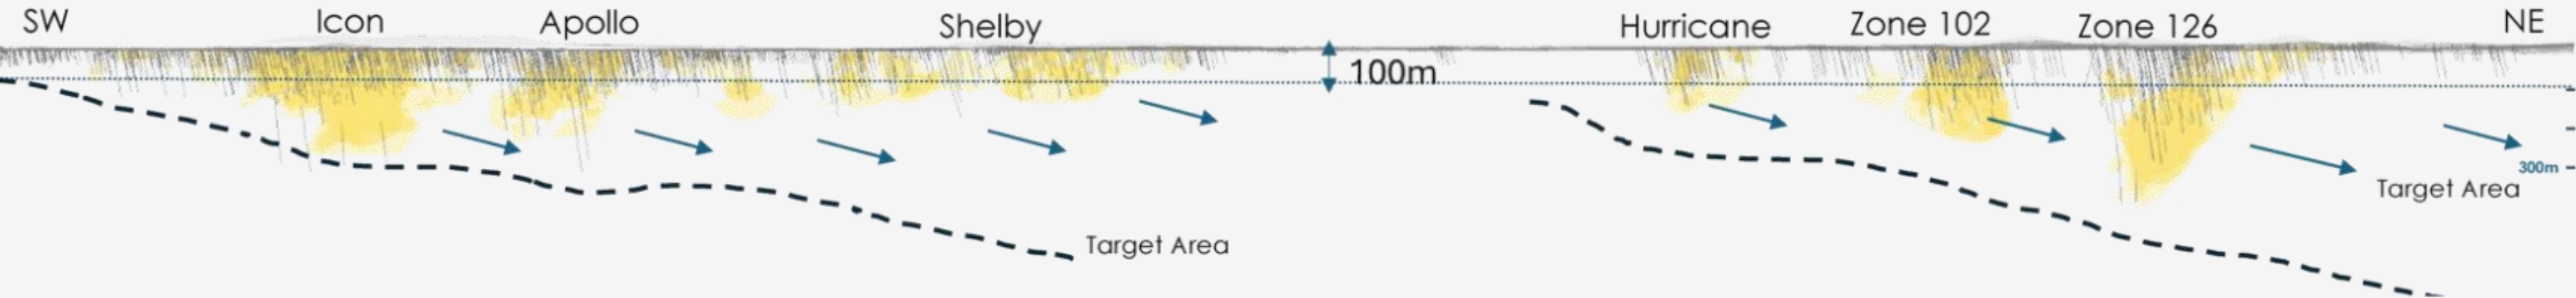 SW
Icon
Apollo
Shelby
Hurricane
Zone 102
Zone 126
NE
100m
300m
Target Area
Target Area